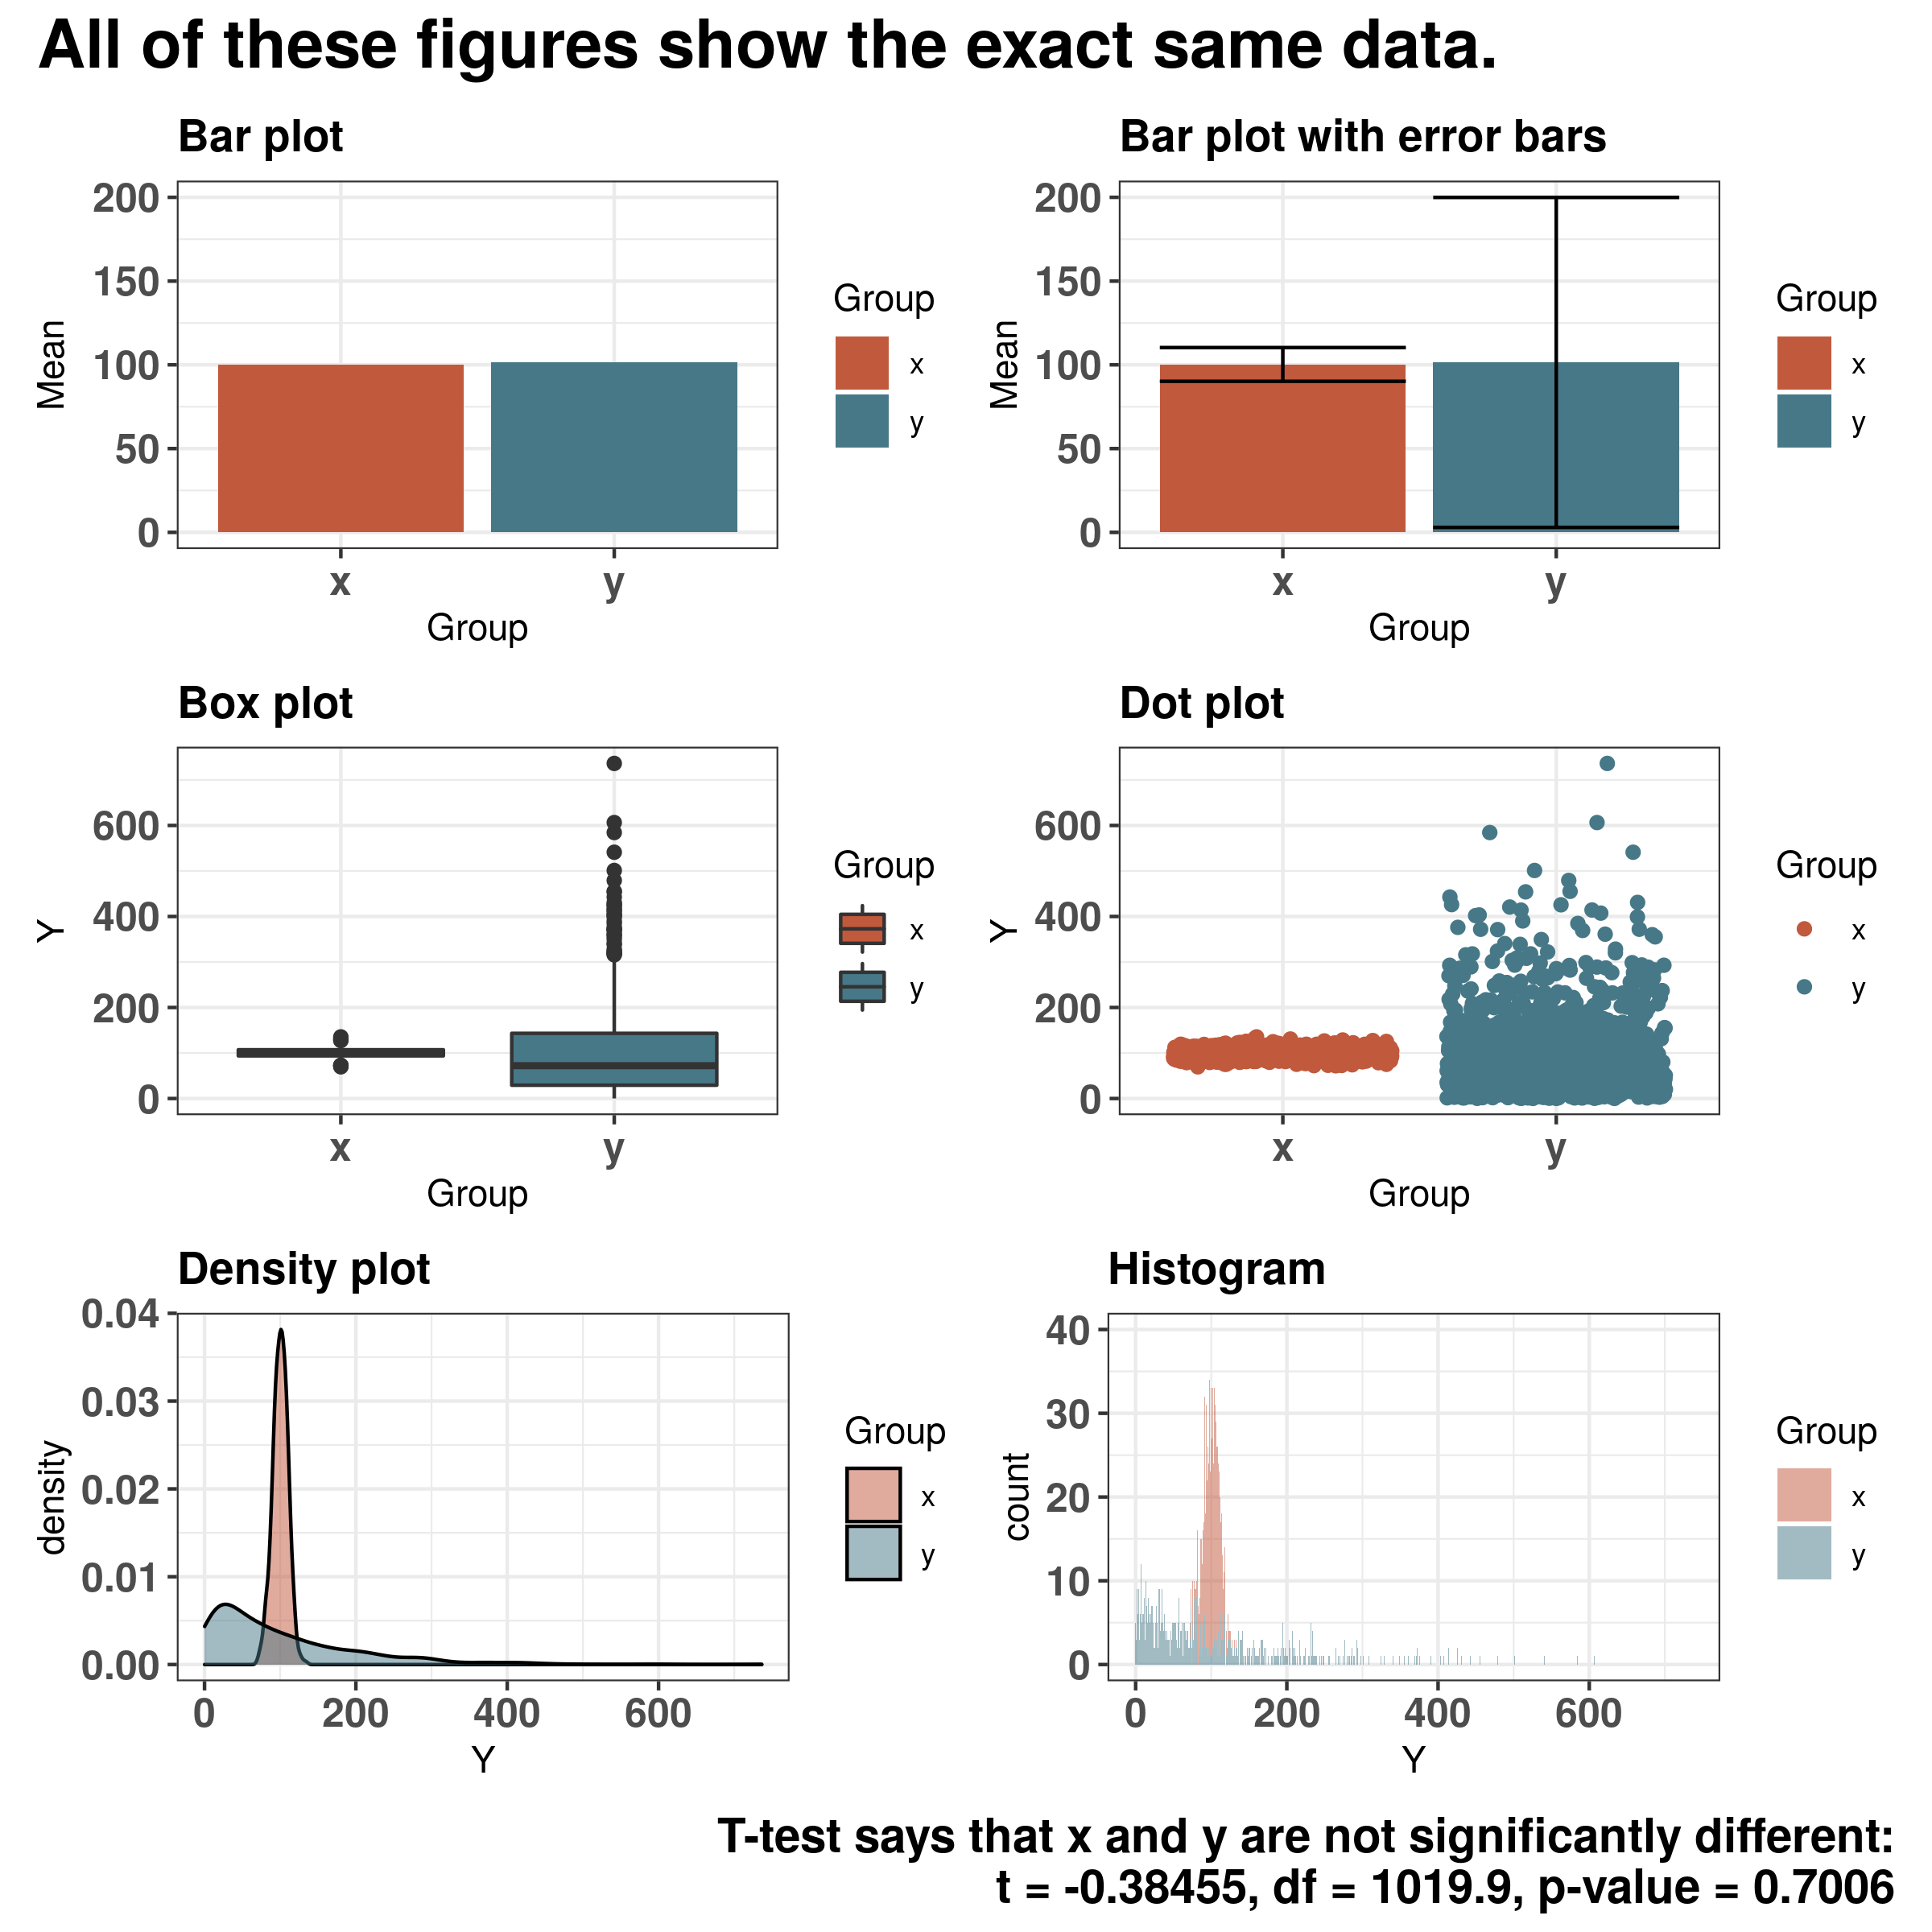 All of these figures show the exact same data.
Bar plot
200
150
100
50
0
Mean
x
y
Group
Group
x
y
Bar plot with error bars
200
150
100
50
0
Mean
x
y
Group
Group
x
y
Box plot
600
400
200
0
Y
x
y
Group
Group
x
y
Dot plot
600
400
200
0
Y
x
y
Group
Group
x
y
Density plot
0.04
0.03
0.02
0.01
0.00
density
0 200 400 600
Y
Group
x
y
Histogram
40
30
20
10
0
count
0 200 400 600
Y
Group
x
y
T-test says that x and y are not significantly different:
t = -0.38455, df = 1019.9, p-value = 0.7006